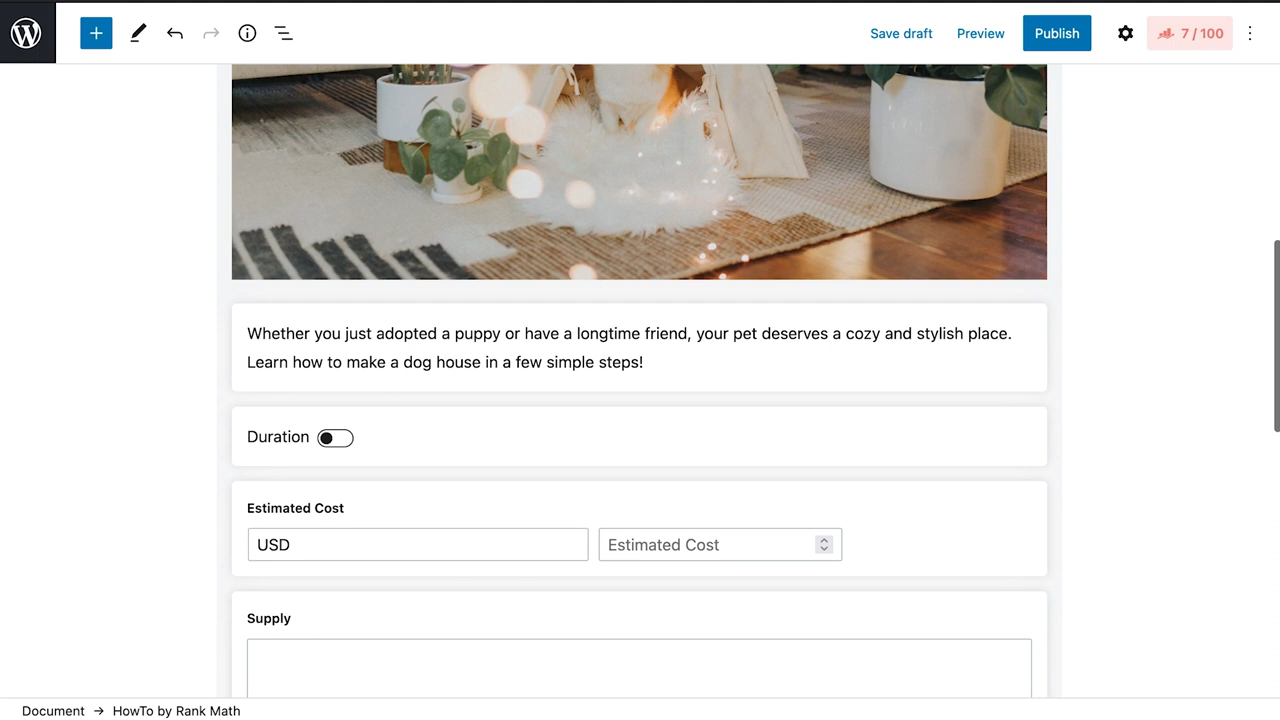 Save draft
Preview
Publish
7 / 100
Whether you just adopted a puppy or have a longtime friend, your pet deserves a cozy and stylish place.
Learn how to make a dog house in a few simple steps!
Duration
Estimated Cost
USD
Estimated Cost
Supply
Document → HowTo by Rank Math